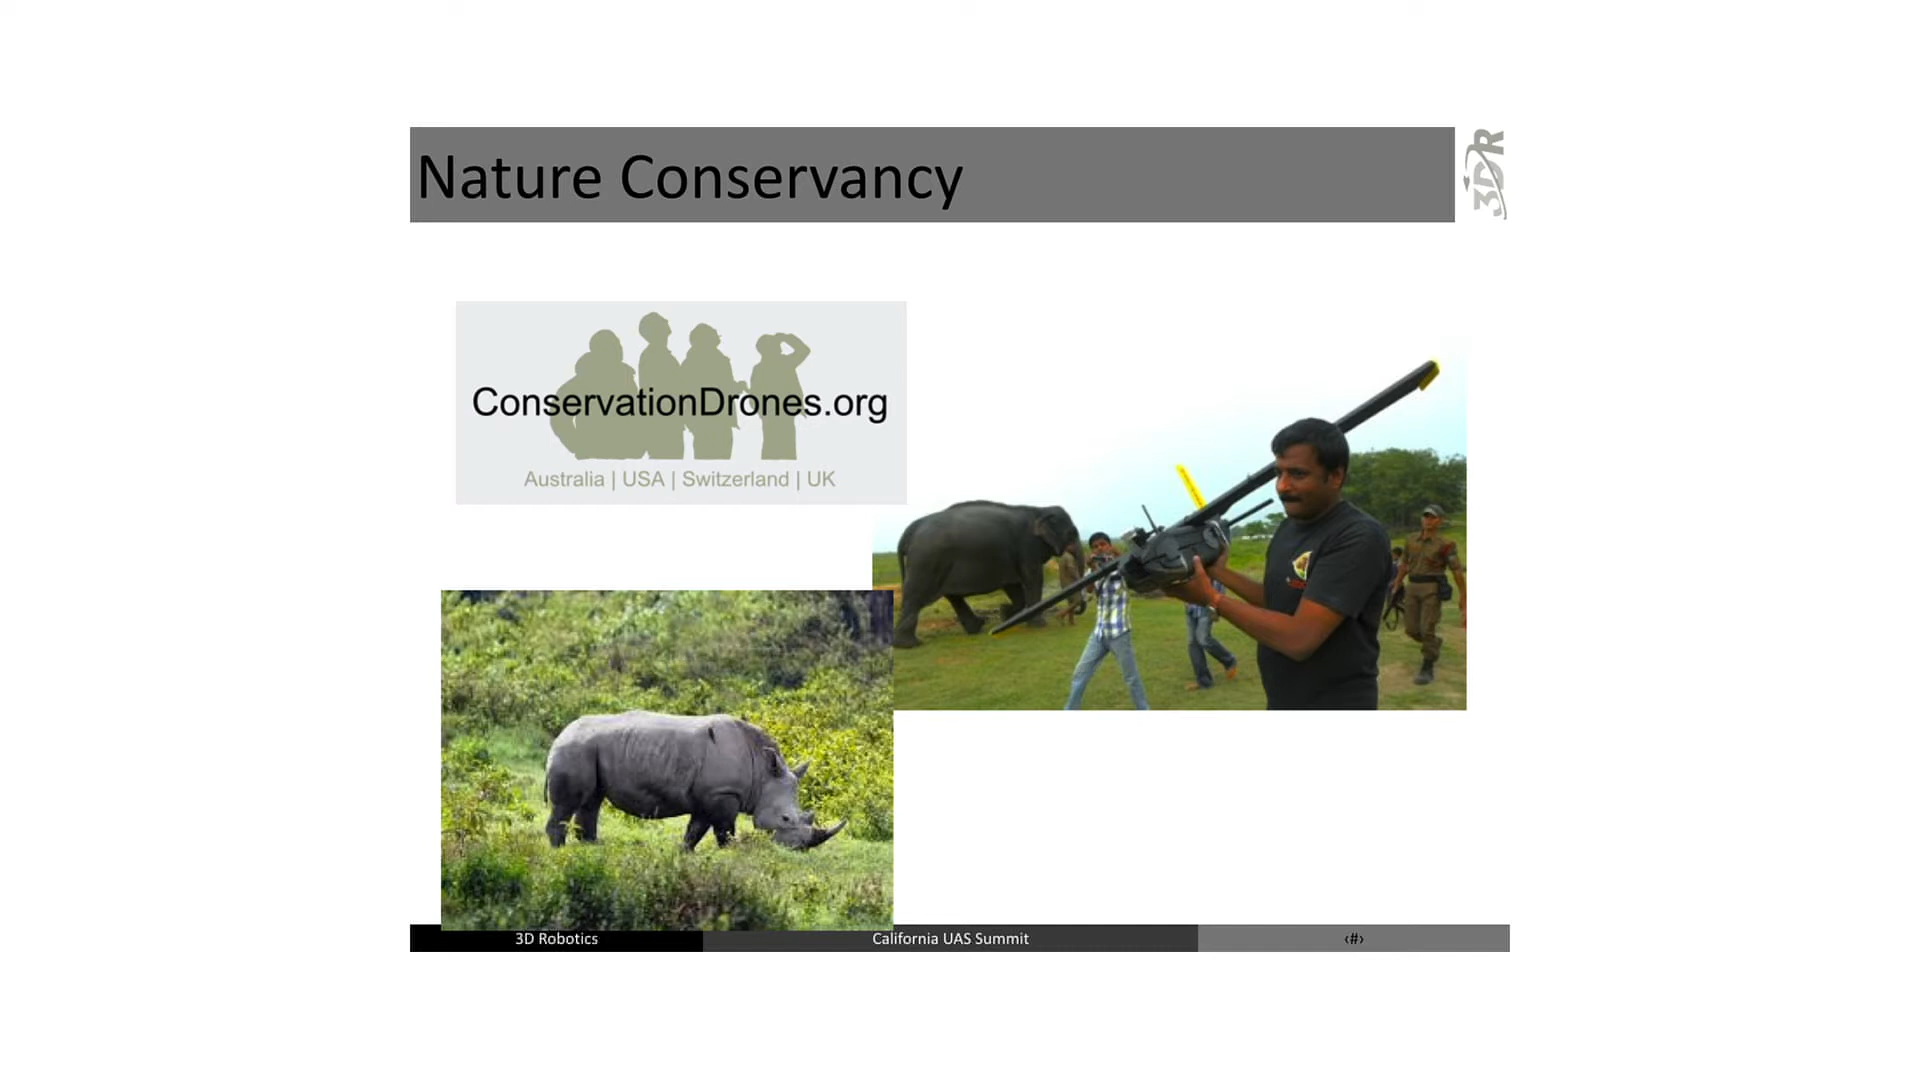 Nature Conservancy
3DR
ConservationDrones.org
Australia | USA | Switzerland | UK
3D Robotics
California UAS Summit
‹#›